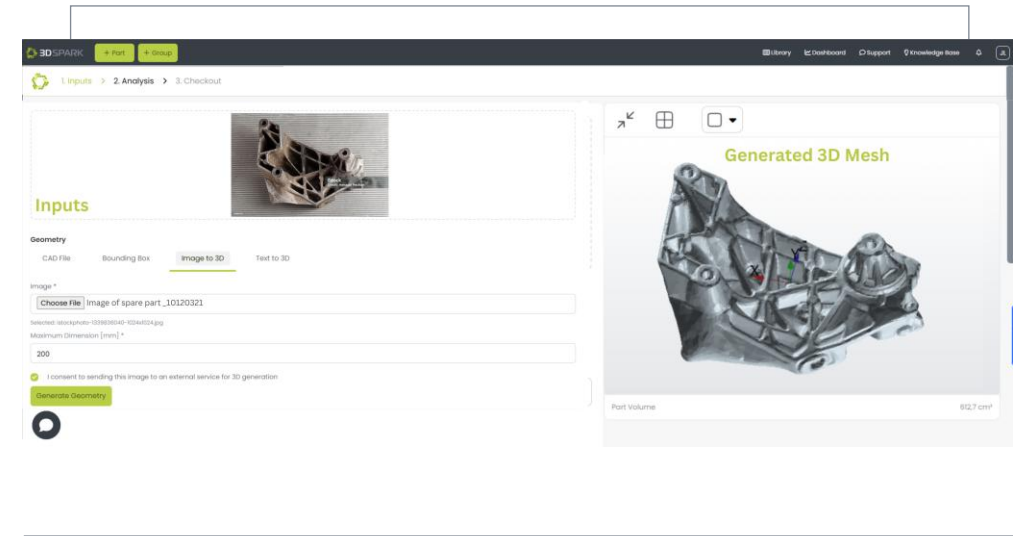 3DSPARK
+ Part
+ Group
Library
Dashboard
Support
Knowledge Base
1. Inputs > 2. Analysis > 3. Checkout
Inputs
Generated 3D Mesh
Geometry
CAD File
Bounding Box
Image to 3D
Text to 3D
Image *
Choose File Image of spare part _10120321
Maximum Dimension [mm] *
200
I consent to sending this image to an external service for 3D generation
Generate Geometry
Part Volume
612,7 cm³